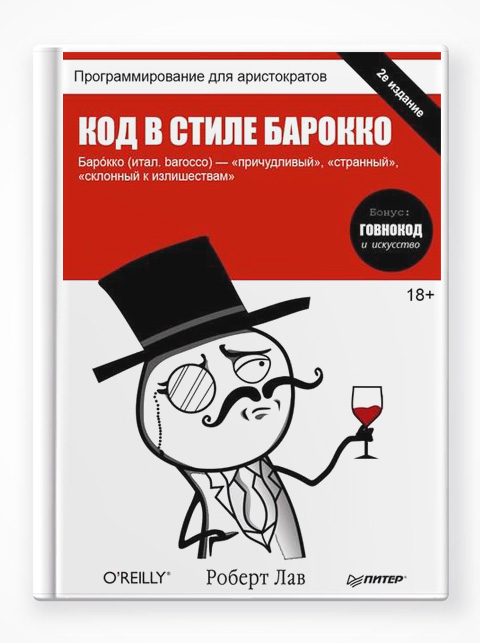 Программирование для аристократов
2е издание
КОД В СТИЛЕ БАРОККО
Баро́кко (итал. barocco) — «причудливый», «странный»,
«склонный к излишествам»
Бонус:
ГОВНОКОД
и искусство
18+
O'REILLY®
Роберт Лав
ПИТЕР®